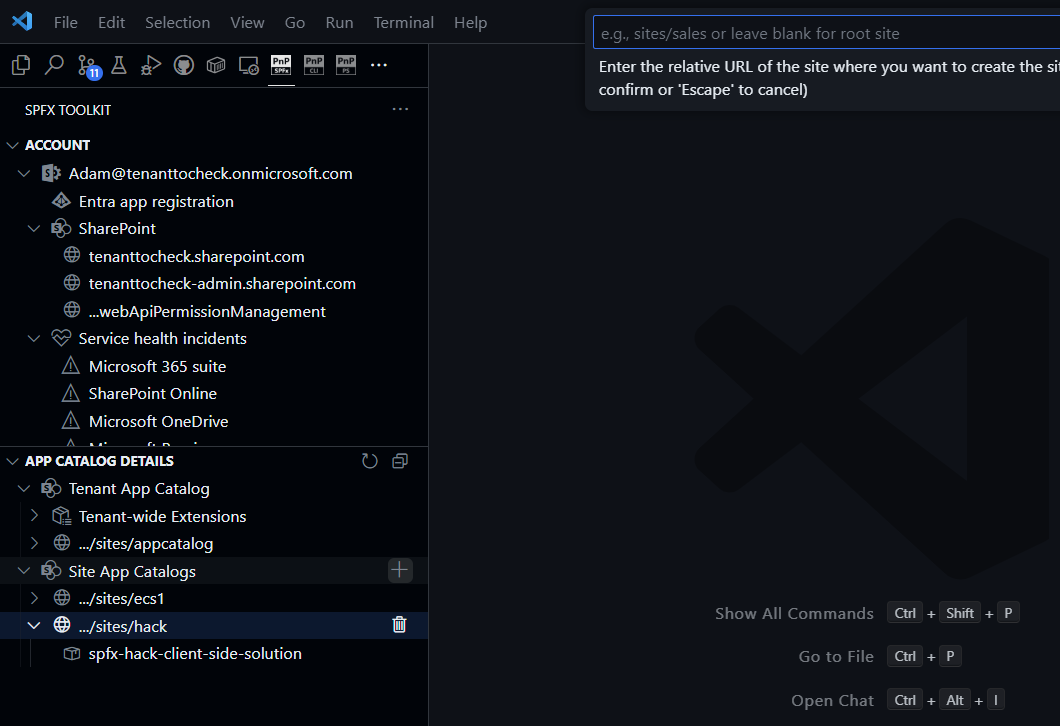 File Edit Selection View Go Run Terminal Help
e.g., sites/sales or leave blank for root site
Enter the relative URL of the site where you want to create the
confirm or 'Escape' to cancel)
11
PnP SPFx
PnP CLI
PnP PS
SPFX TOOLKIT
ACCOUNT
Adam@tenanttocheck.onmicrosoft.com
Entra app registration
SharePoint
tenanttocheck.sharepoint.com
tenanttocheck-admin.sharepoint.com
...webApiPermissionManagement
Service health incidents
Microsoft 365 suite
SharePoint Online
Microsoft OneDrive
APP CATALOG DETAILS
Tenant App Catalog
Tenant-wide Extensions
.../sites/appcatalog
Site App Catalogs
.../sites/ecs1
.../sites/hack
spfx-hack-client-side-solution
Show All Commands Ctrl + Shift + P
Go to File Ctrl + P
Open Chat Ctrl + Alt + I